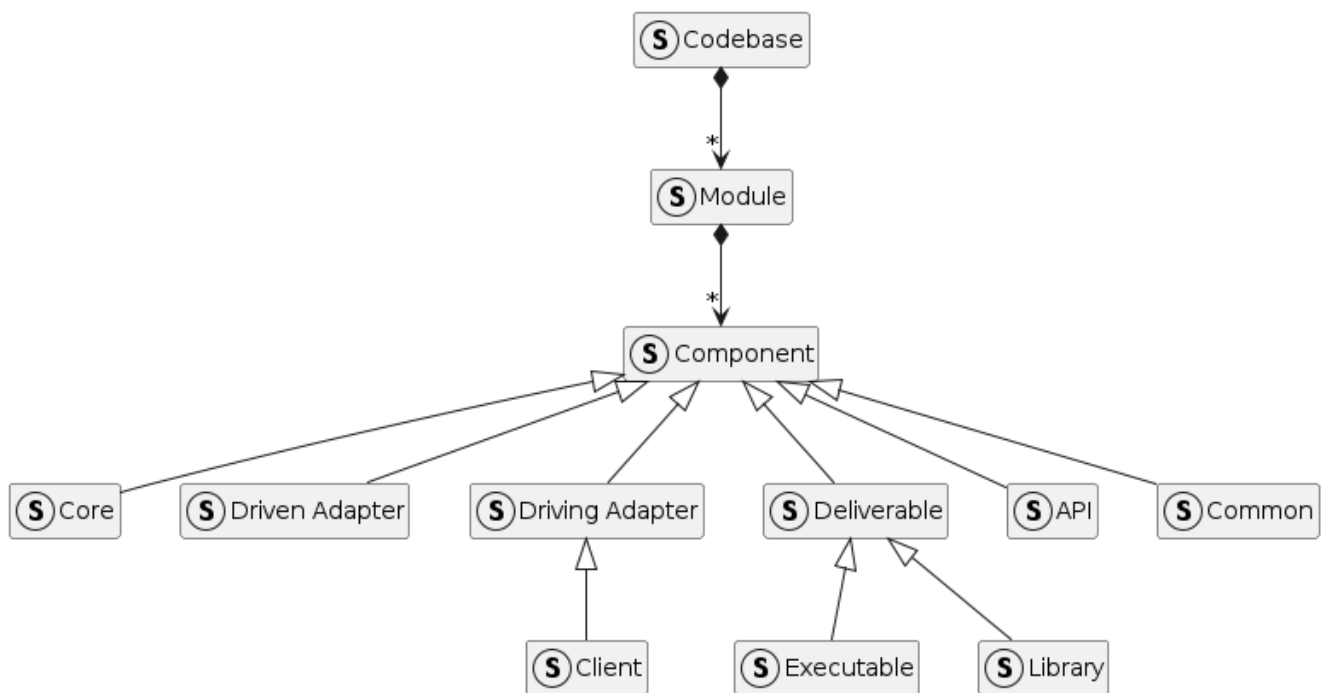 S Codebase
*
S Module
*
S Component
S Core
S Driven Adapter
S Driving Adapter
S Deliverable
S API
S Common
S Client
S Executable
S Library